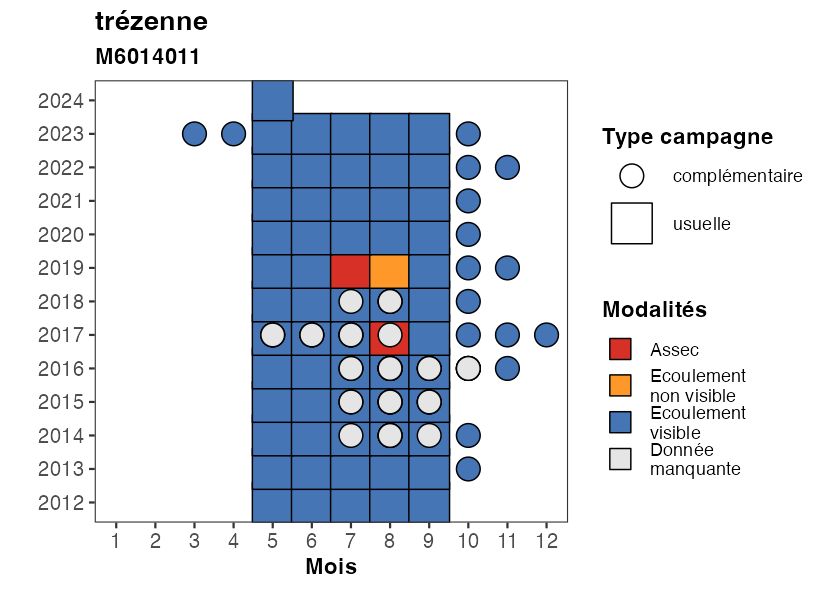 trézenne
M6014011
2024
2023
2022
2021
2020
2019
2018
2017
2016
2015
2014
2013
2012
1 2 3 4 5 6 7 8 9 10 11 12
Mois
Type campagne
complémentaire
usuelle
Modalités
Assec
Ecoulement
non visible
Ecoulement
visible
Donnée
manquante